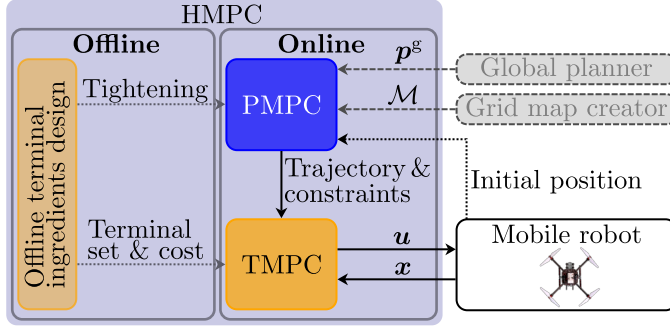 HMPC
Offline
Online
Offline terminal
ingredients design
Tightening
Terminal
set & cost
PMPC
Trajectory &
constraints
TMPC
p^g
ℳ
Global planner
Grid map creator
Initial position
Mobile robot
u
x